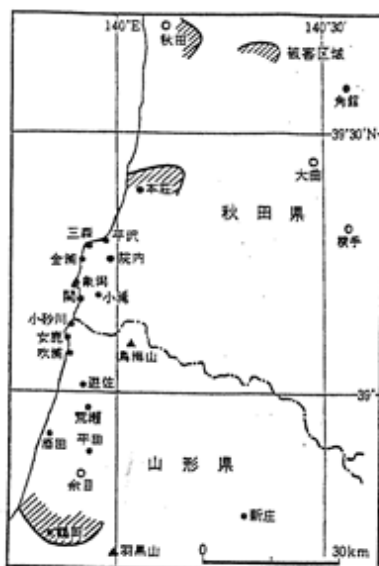 140°E
140°30′
秋田
被害区域
角館
39°30′N
大曲
本荘
秋田県
横手
三森
平沢
金浦
院内
象潟
関
小滝
小砂川
女鹿
鳥海山
吹浦
39°
遊佐
荒瀬
酒田
平田
山形県
余目
新庄
鶴岡
羽黒山
0
30km